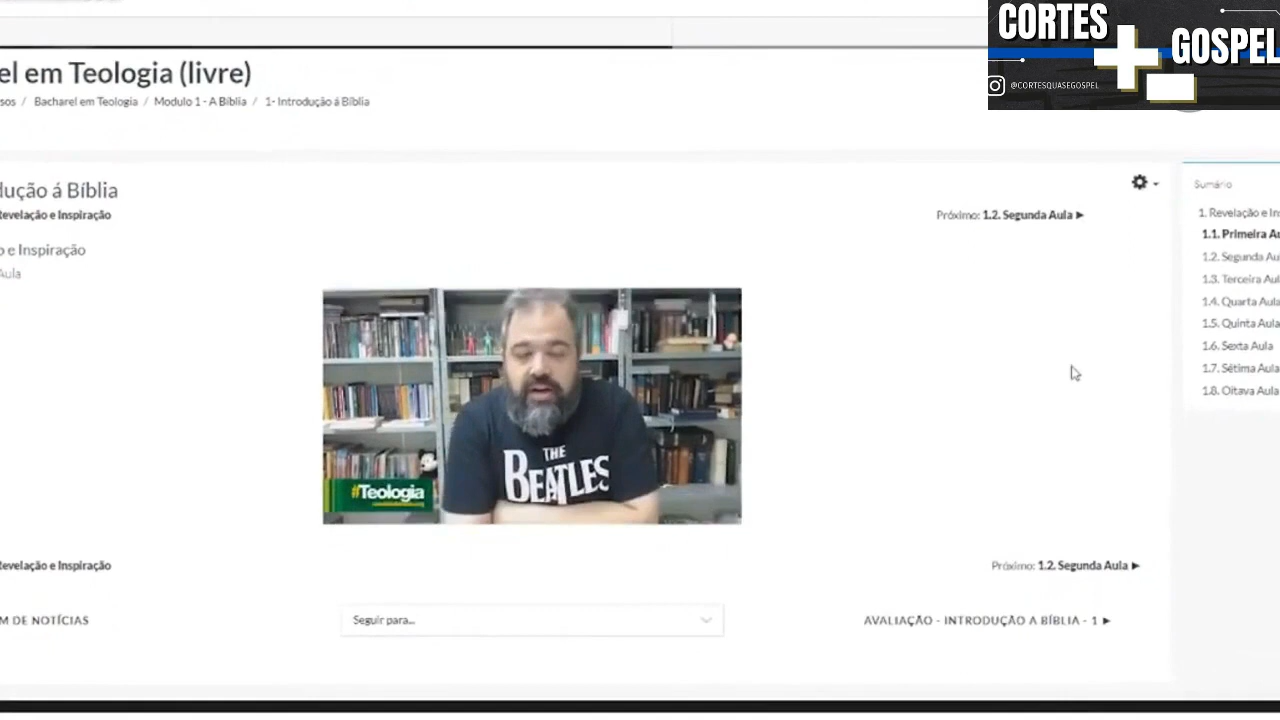 CORTES
GOSPEL
@CORTESQUASEGOSPEL
el em Teologia (livre)
sos / Bacharel em Teologia / Modulo 1 - A Bíblia / 1- Introdução á Bíblia
dução á Bíblia
Revelação e Inspiração
Próximo: 1.2. Segunda Aula ►
o e Inspiração
Aula
Sumário
1. Revelação e In
1.1. Primeira Au
1.2. Segunda Au
1.3. Terceira Aul
1.4. Quarta Aula
1.5. Quinta Aula
1.6. Sexta Aula
1.7. Sétima Aula
1.8. Oitava Aula
THE
BEATLES
#Teologia
Revelação e Inspiração
Próximo: 1.2. Segunda Aula ►
M DE NOTÍCIAS
Seguir para...
AVALIAÇÃO - INTRODUÇÃO A BÍBLIA - 1 ►